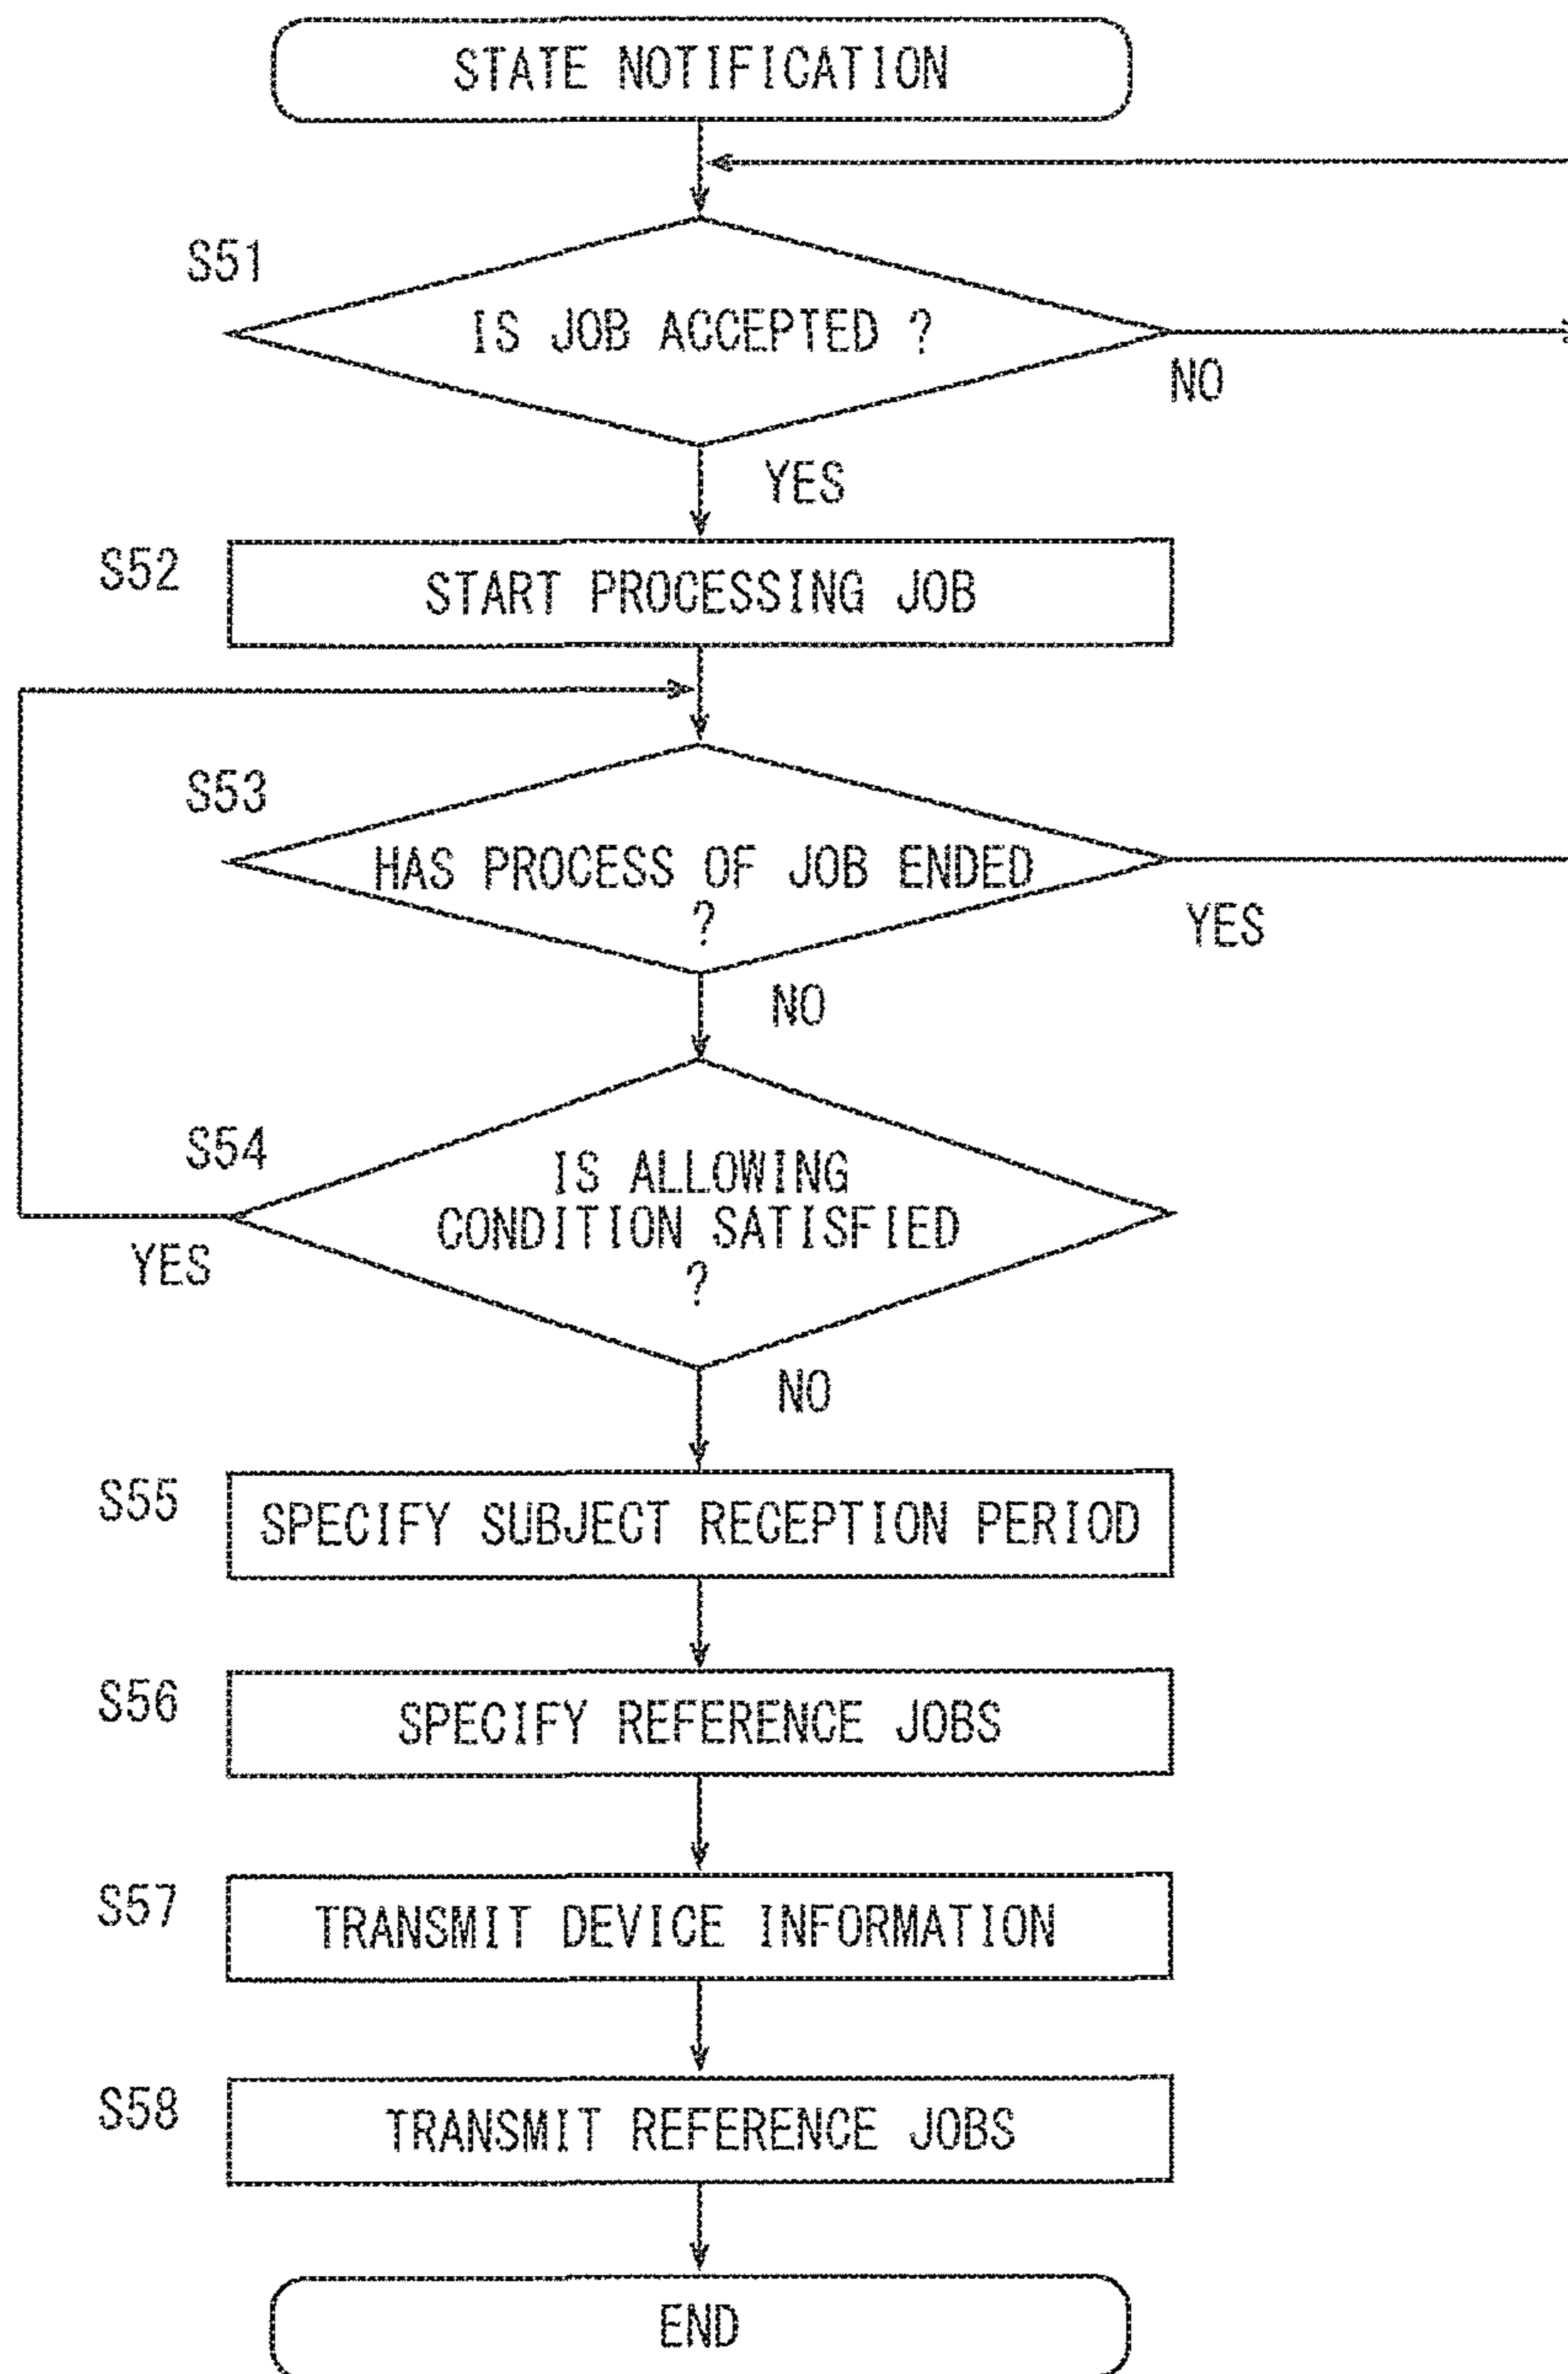 STATE NOTIFICATION
S51
IS JOB ACCEPTED ?
NO
YES
S52
START PROCESSING JOB
S53
HAS PROCESS OF JOB ENDED
?
YES
NO
S54
IS ALLOWING
CONDITION SATISFIED
?
YES
NO
S55
SPECIFY SUBJECT RECEPTION PERIOD
S56
SPECIFY REFERENCE JOBS
S57
TRANSMIT DEVICE INFORMATION
S58
TRANSMIT REFERENCE JOBS
END